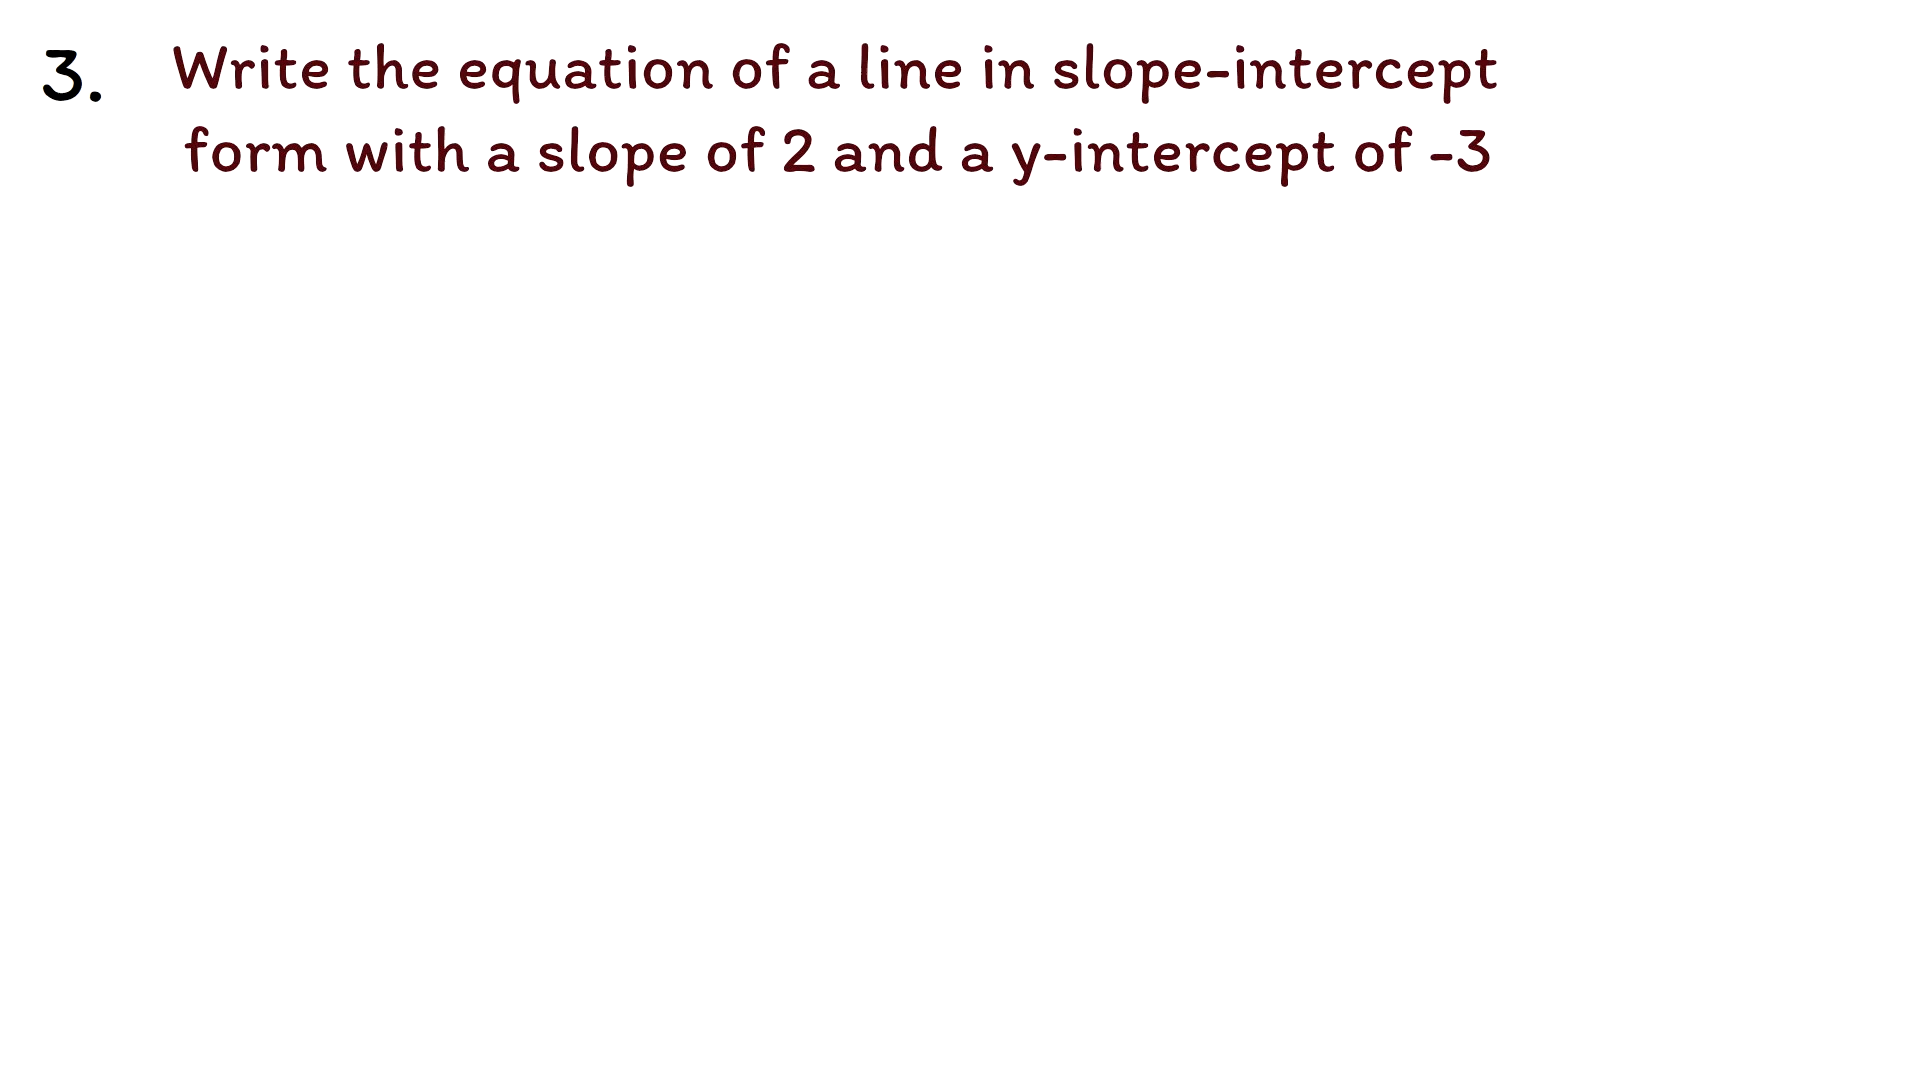 3. Write the equation of a line in slope-intercept
form with a slope of 2 and a y-intercept of -3